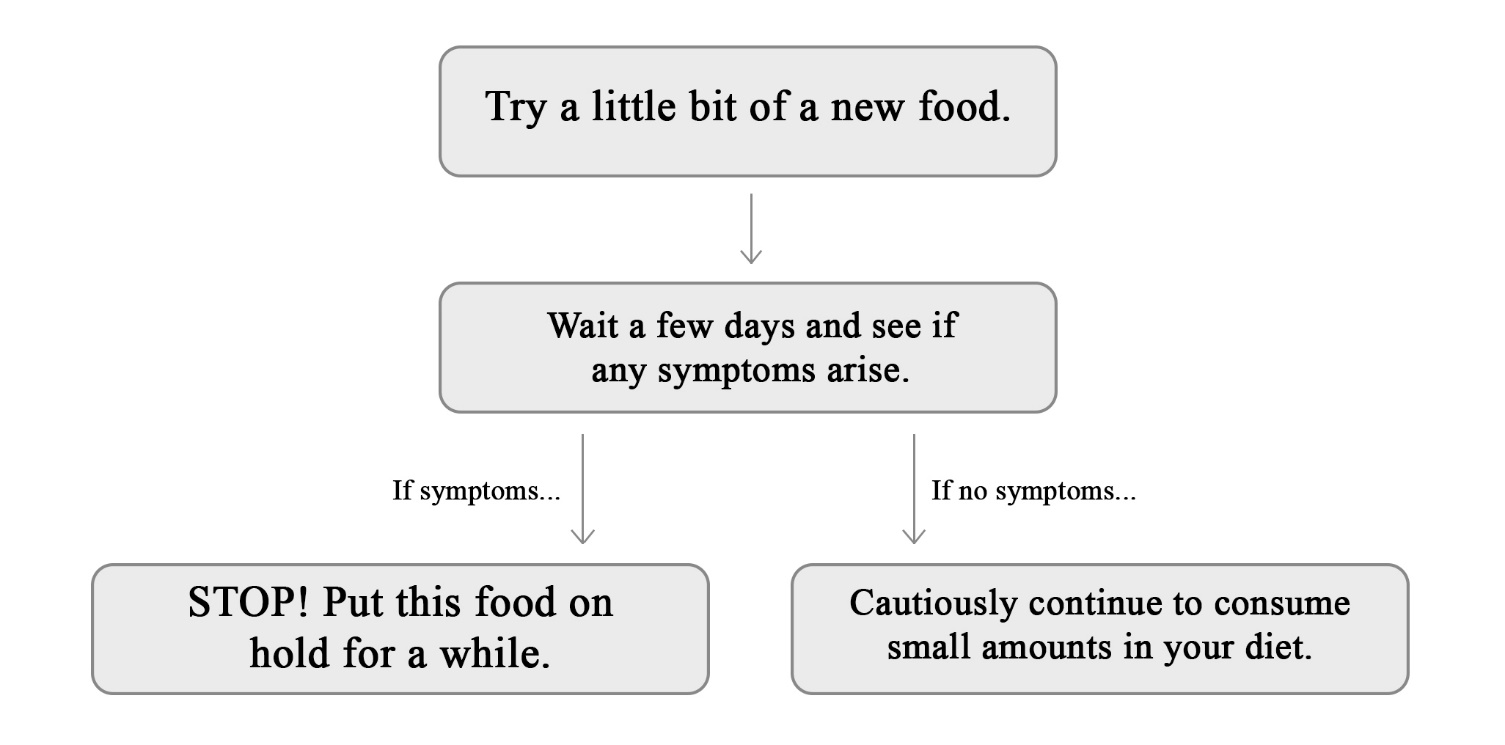 Try a little bit of a new food.
Wait a few days and see if
any symptoms arise.
If symptoms...
If no symptoms...
STOP! Put this food on
hold for a while.
Cautiously continue to consume
small amounts in your diet.